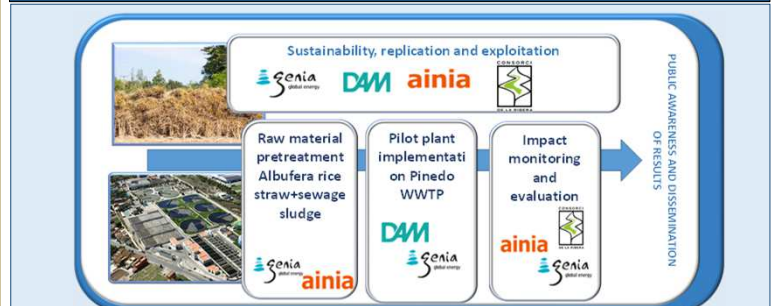 Sustainability, replication and exploitation
genia
global energy
DAM
ainia
CONSORCI
DE LA RIBERA
Raw material
pretreatment
Albufera rice
straw+sewage
sludge
genia
global energy
ainia
Pilot plant
implementati
on Pinedo
WWTP
DAM
genia
global energy
Impact
monitoring
and
evaluation
ainia
CONSORCI
DE LA RIBERA
genia
global energy
PUBLIC AWARENESS AND DISSEMINATION
OF RESULTS